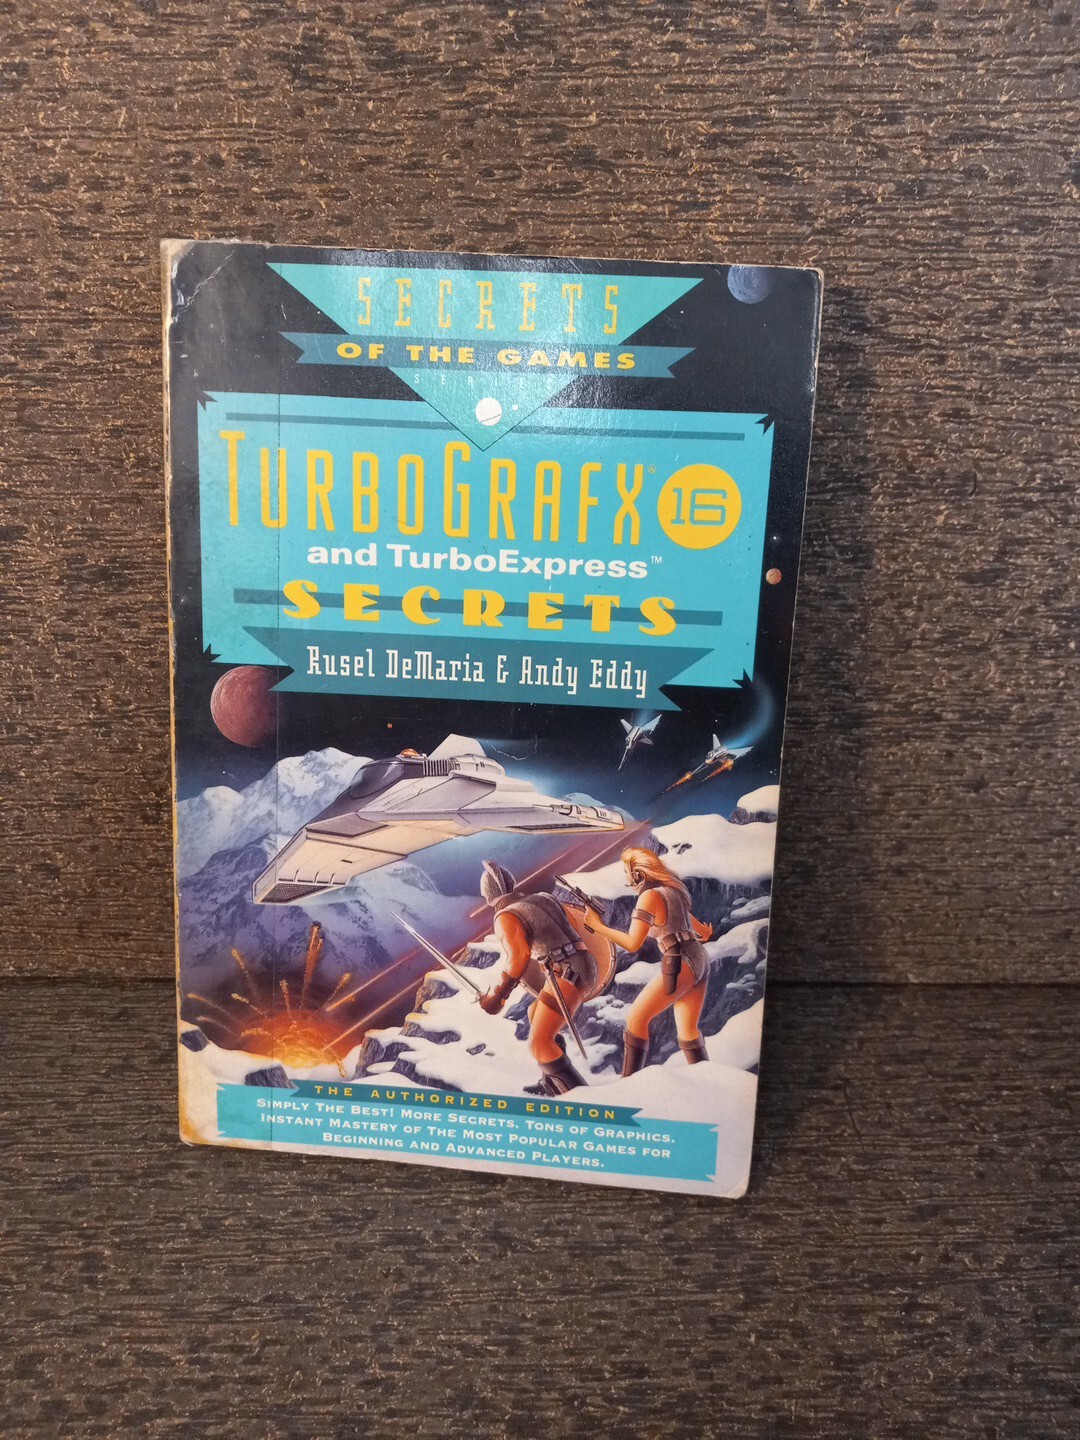 SECRETS
OF THE GAMES
SERIES
TURBOGRAFX® 16
and TurboExpress™
SECRETS
Rusel DeMaria & Andy Eddy
THE AUTHORIZED EDITION
SIMPLY THE BEST! MORE SECRETS. TONS OF GRAPHICS.
INSTANT MASTERY OF THE MOST POPULAR GAMES FOR
BEGINNING AND ADVANCED PLAYERS.